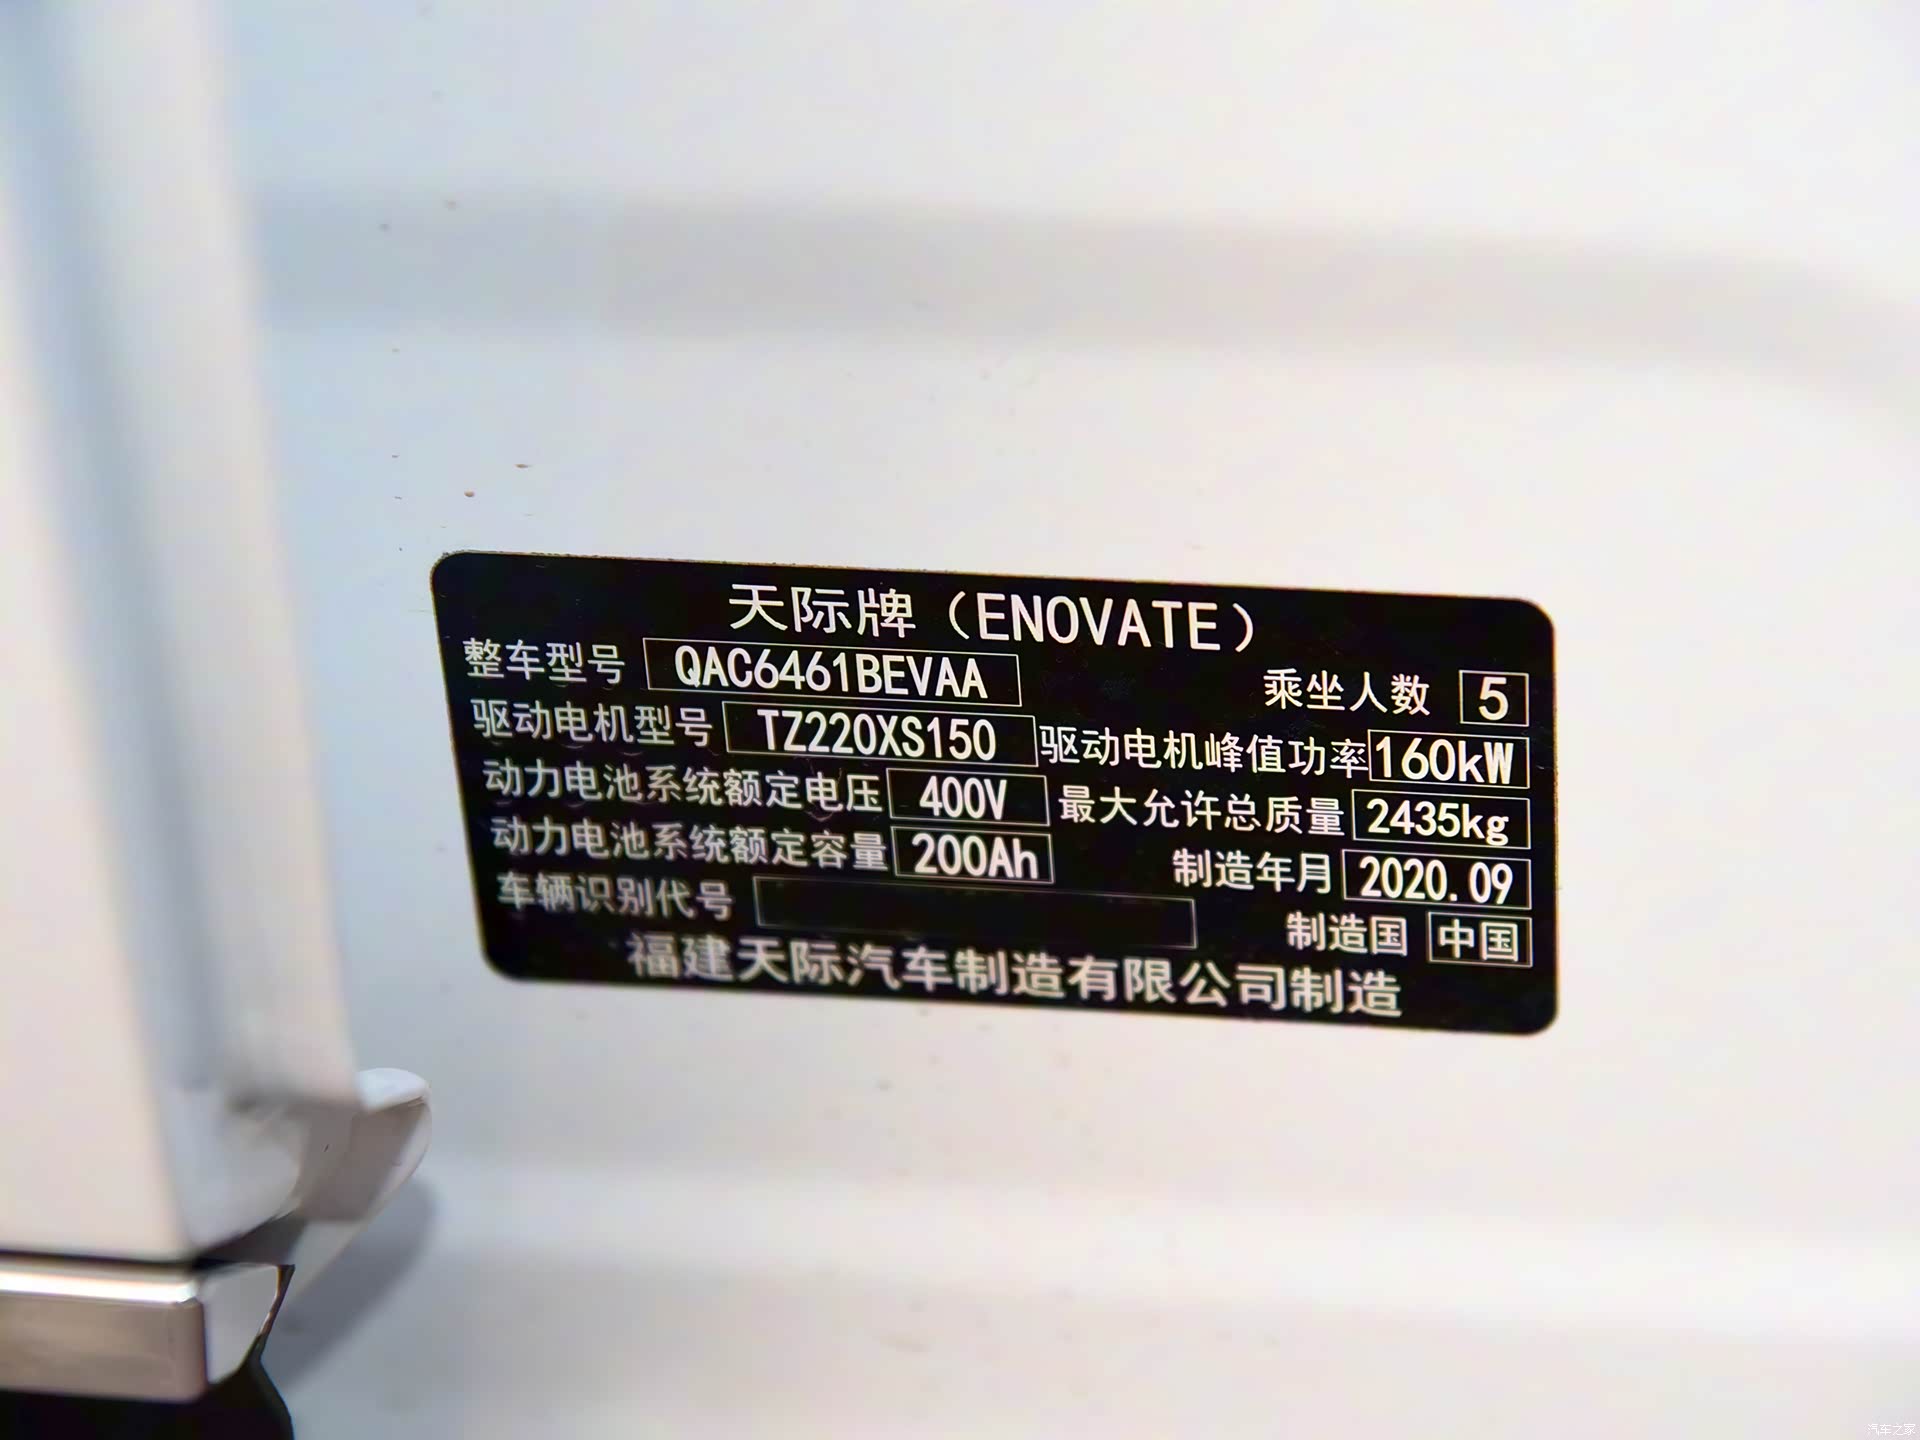 天际牌（ENOVATE）
整车型号 QAC6461BEVAA 乘坐人数 5
驱动电机型号 TZ220XS150 驱动电机峰值功率 160kW
动力电池系统额定电压 400V 最大允许总质量 2435kg
动力电池系统额定容量 200Ah 制造年月 2020.09
车辆识别代号 制造国 中国
福建天际汽车制造有限公司制造
汽车之家